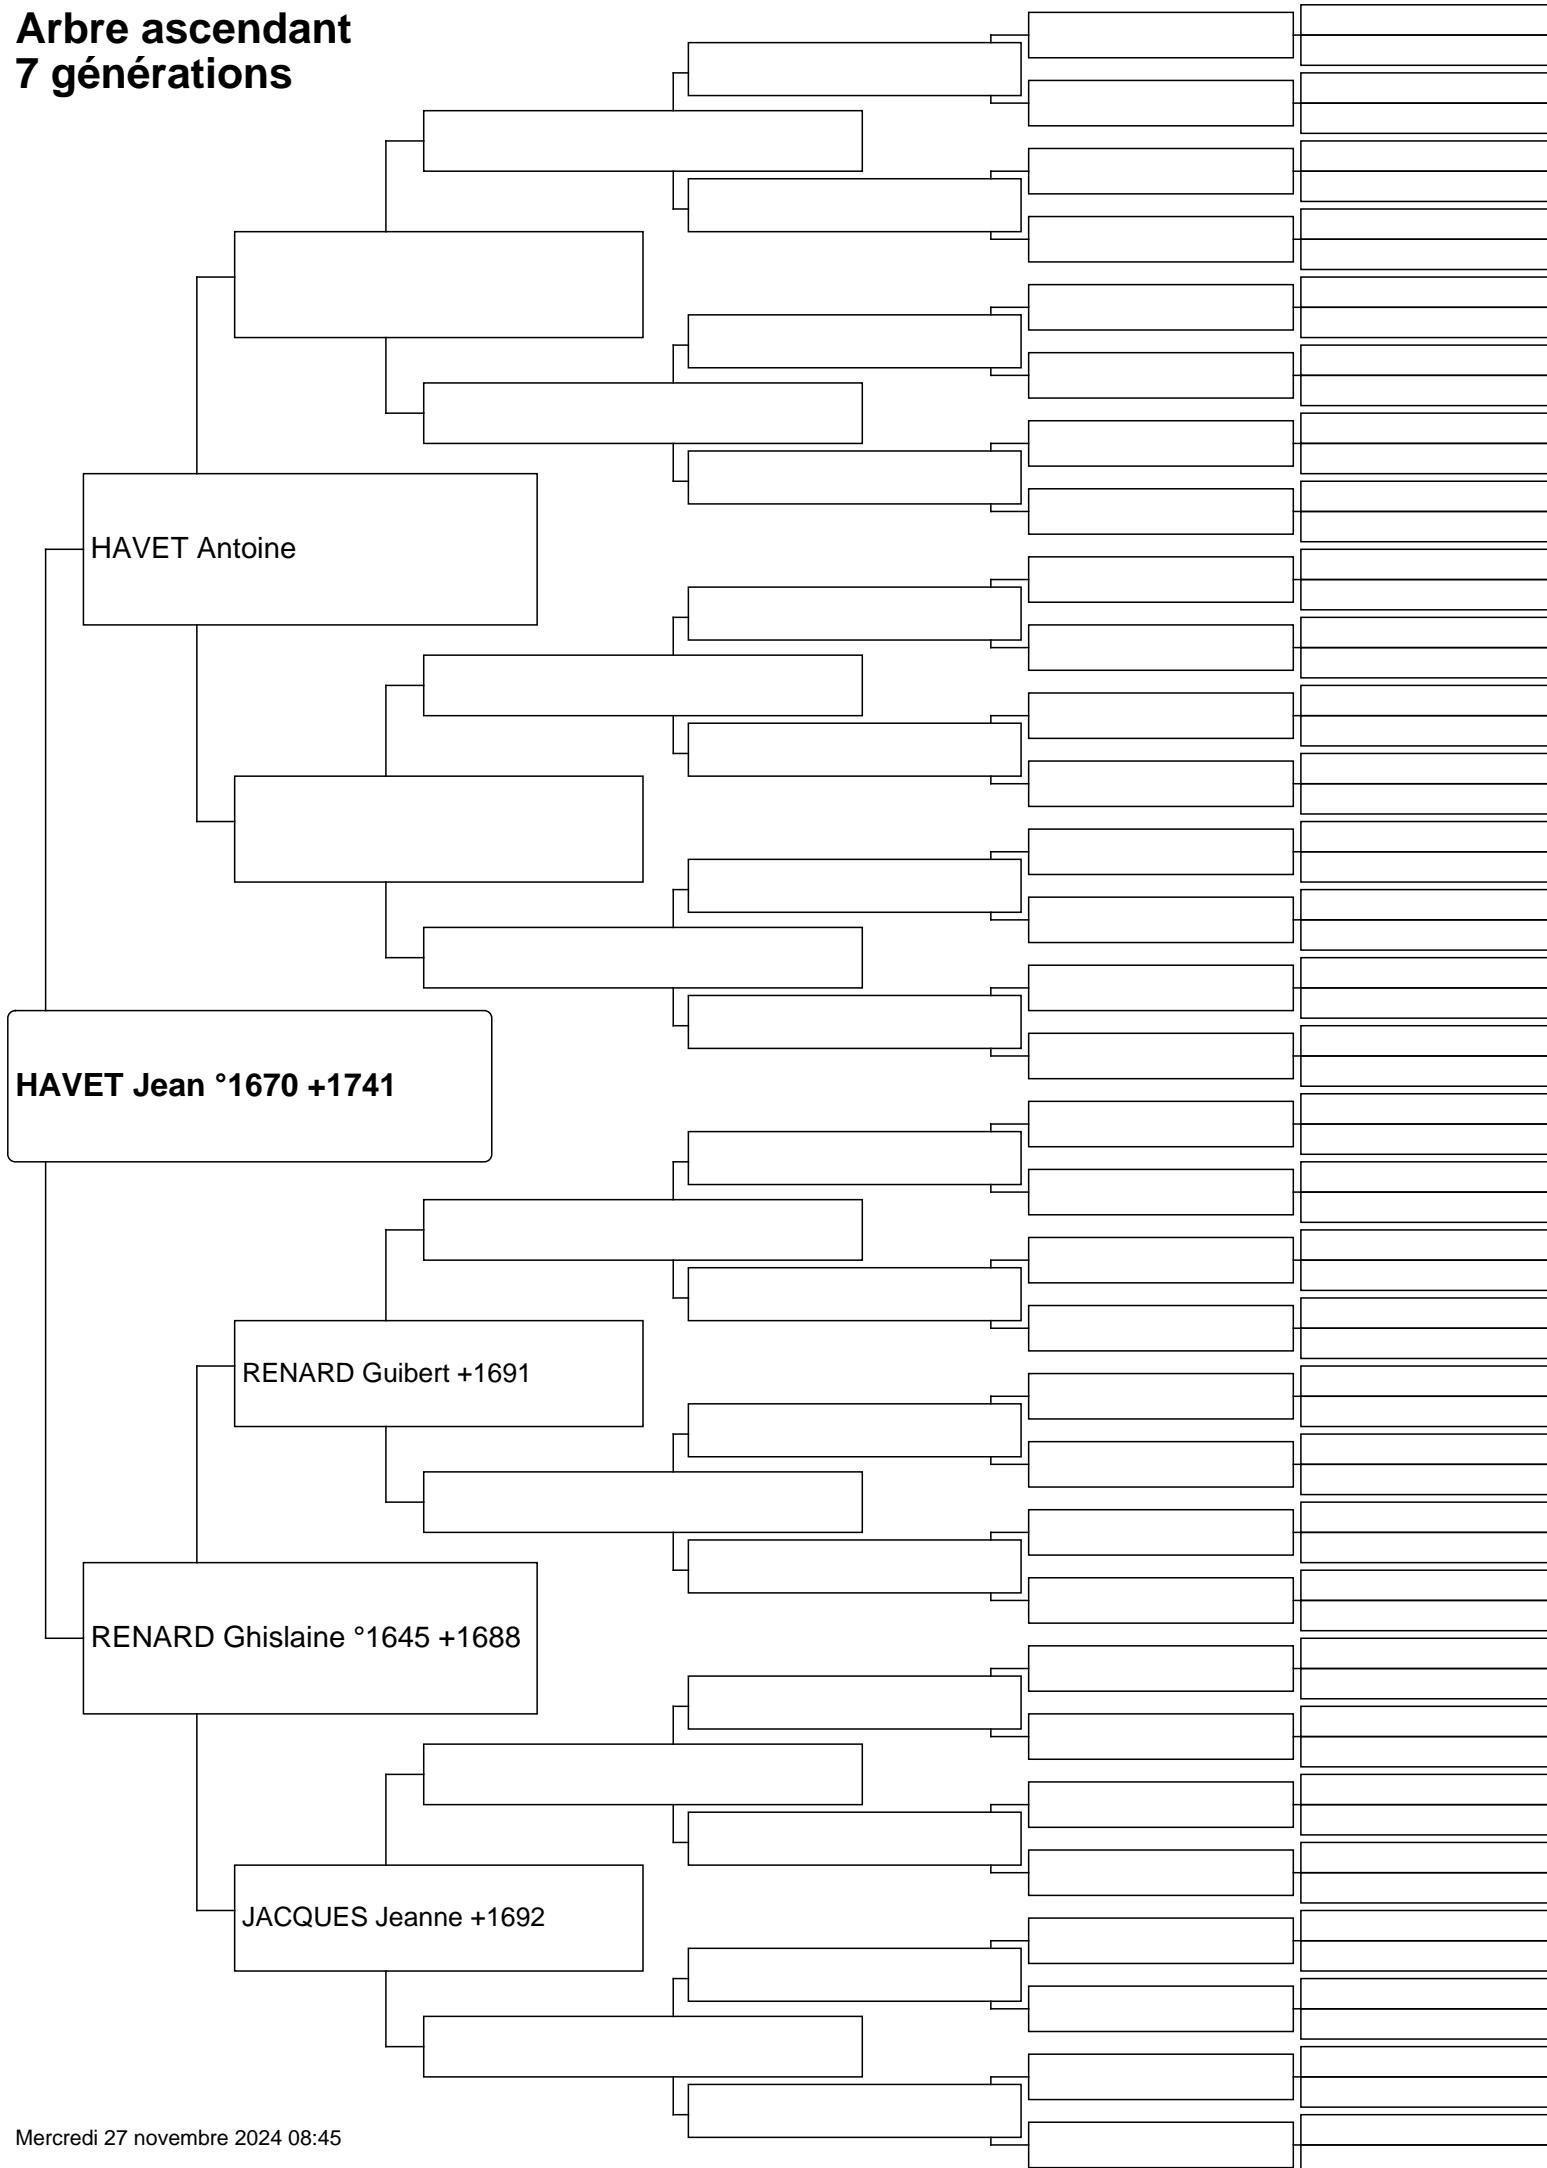 Arbre ascendant
7 générations
HAVET Antoine
HAVET Jean °1670 +1741
RENARD Guibert +1691
RENARD Ghislaine °1645 +1688
JACQUES Jeanne +1692
Mercredi 27 novembre 2024 08:45